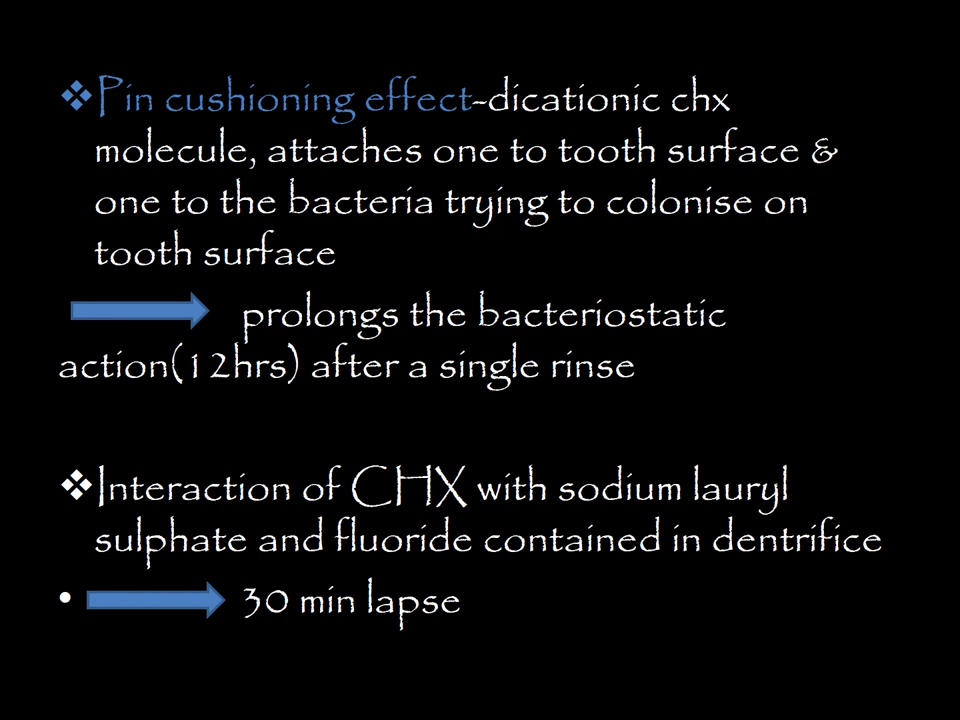 ❖Pin cushioning effect-dicationic chx
molecule, attaches one to tooth surface &
one to the bacteria trying to colonise on
tooth surface
prolongs the bacteriostatic
action(12hrs) after a single rinse
❖Interaction of CHX with sodium lauryl
sulphate and fluoride contained in dentrifice
• 30 min lapse